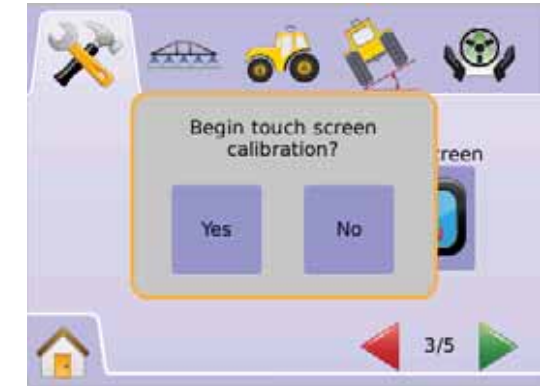 Begin touch screen
calibration?
reen
Yes
No
3/5